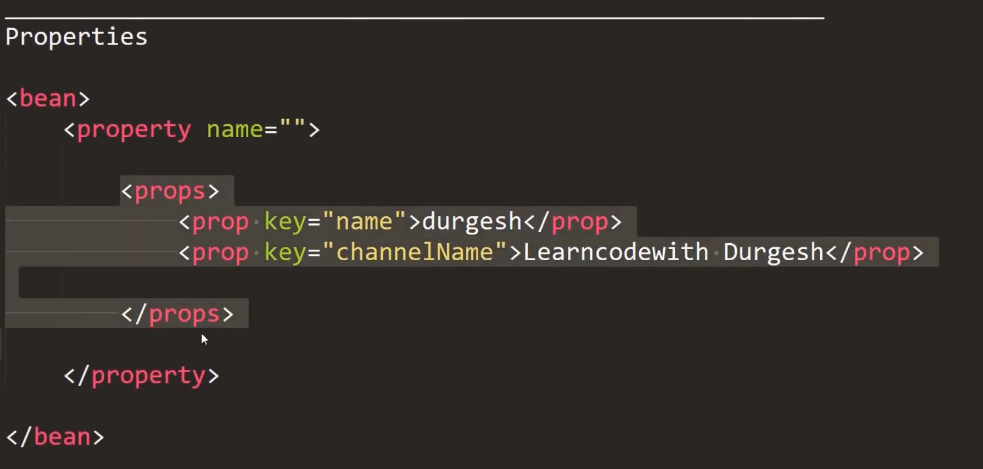 Properties
<bean>
<property name="">
<props>
<prop key="name">durgesh</prop>
<prop key="channelName">Learncodewith Durgesh</prop>
</props>
</property>
</bean>